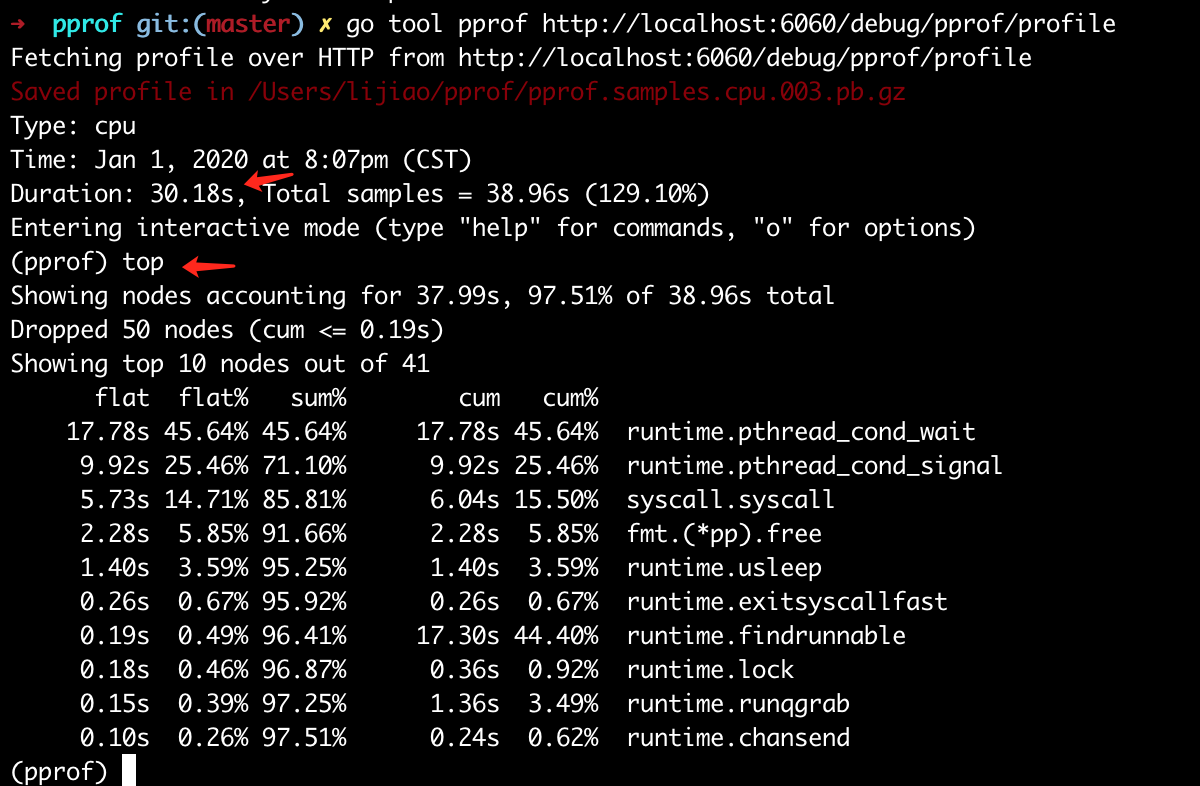 → pprof git:(master) ✗ go tool pprof http://localhost:6060/debug/pprof/profile
Fetching profile over HTTP from http://localhost:6060/debug/pprof/profile
Saved profile in /Users/lijiao/pprof/pprof.samples.cpu.003.pb.gz
Type: cpu
Time: Jan 1, 2020 at 8:07pm (CST)
Duration: 30.18s, Total samples = 38.96s (129.10%)
Entering interactive mode (type "help" for commands, "o" for options)
(pprof) top
Showing nodes accounting for 37.99s, 97.51% of 38.96s total
Dropped 50 nodes (cum <= 0.19s)
Showing top 10 nodes out of 41
flat flat% sum% cum cum%
17.78s 45.64% 45.64% 17.78s 45.64% runtime.pthread_cond_wait
9.92s 25.46% 71.10% 9.92s 25.46% runtime.pthread_cond_signal
5.73s 14.71% 85.81% 6.04s 15.50% syscall.syscall
2.28s 5.85% 91.66% 2.28s 5.85% fmt.(*pp).free
1.40s 3.59% 95.25% 1.40s 3.59% runtime.usleep
0.26s 0.67% 95.92% 0.26s 0.67% runtime.exitsyscallfast
0.19s 0.49% 96.41% 17.30s 44.40% runtime.findrunnable
0.18s 0.46% 96.87% 0.36s 0.92% runtime.lock
0.15s 0.39% 97.25% 1.36s 3.49% runtime.runqgrab
0.10s 0.26% 97.51% 0.24s 0.62% runtime.chansend
(pprof)